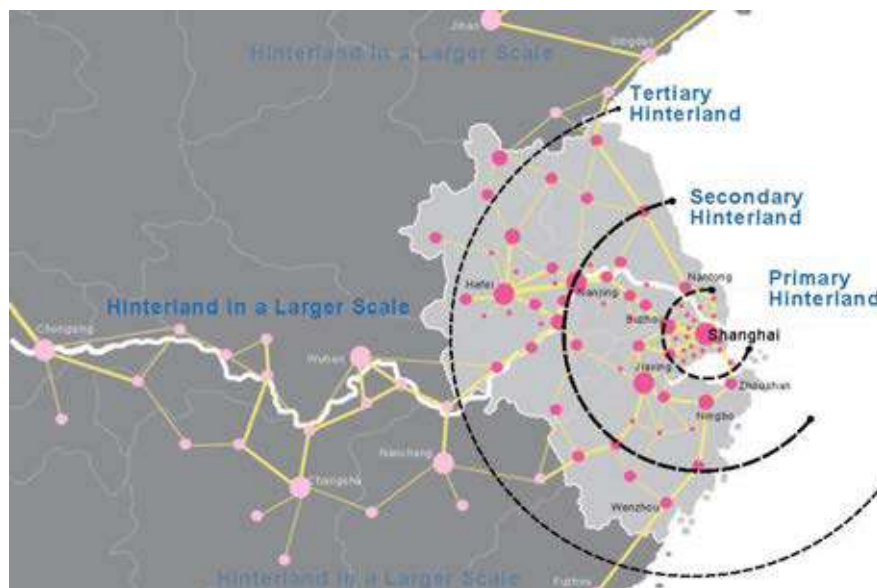 Jinan
Qingdao
Hinterland in a Larger Scale
Tertiary
Hinterland
Secondary
Hinterland
Primary
Hinterland
Hinterland in a Larger Scale
Hefei
Nanjing
Nantong
Shanghai
Chongqing
Wuhan
Jiaxing
Zhoushan
Ningbo
Nanchang
Changsha
Wenzhou
Fuzhou
Hinterland in a Larger Scale